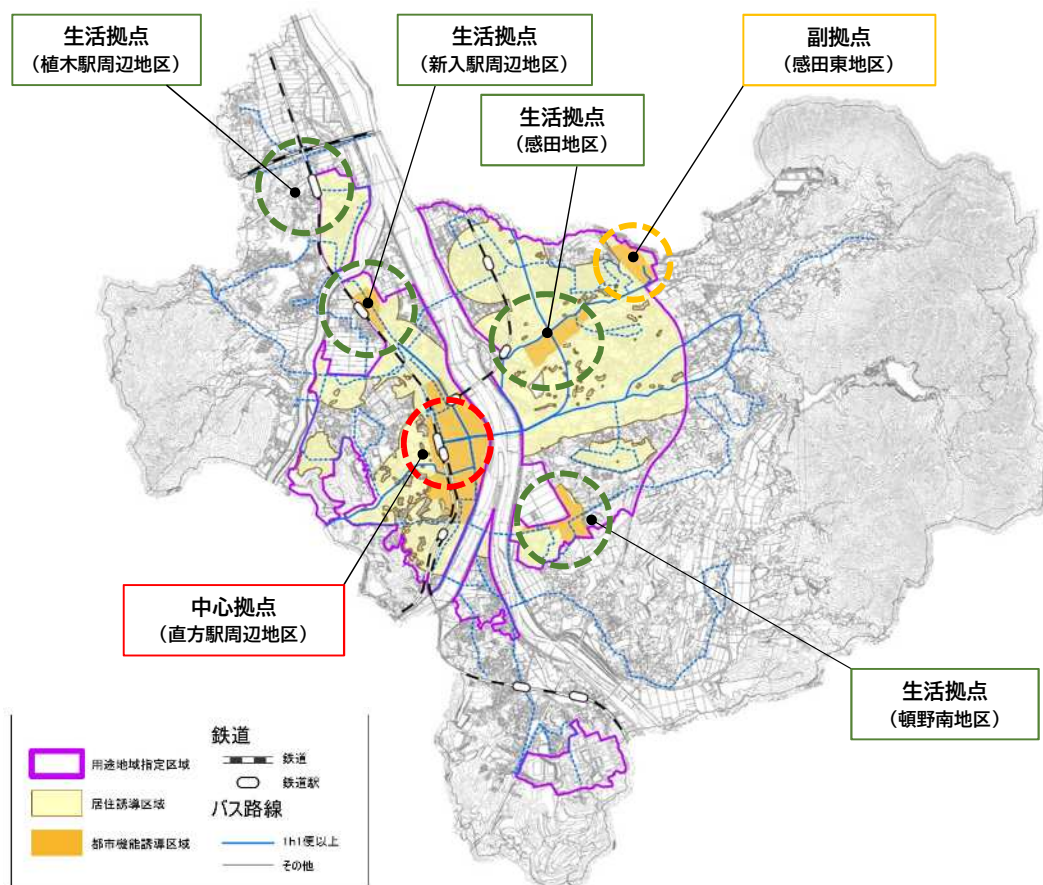 生活拠点
(植木駅周辺地区)
生活拠点
(新入駅周辺地区)
副拠点
(感田東地区)
生活拠点
(感田地区)
中心拠点
(直方駅周辺地区)
生活拠点
(頓野南地区)
用途地域指定区域
居住誘導区域
都市機能誘導区域
鉄道
鉄道
鉄道駅
バス路線
1h1便以上
その他